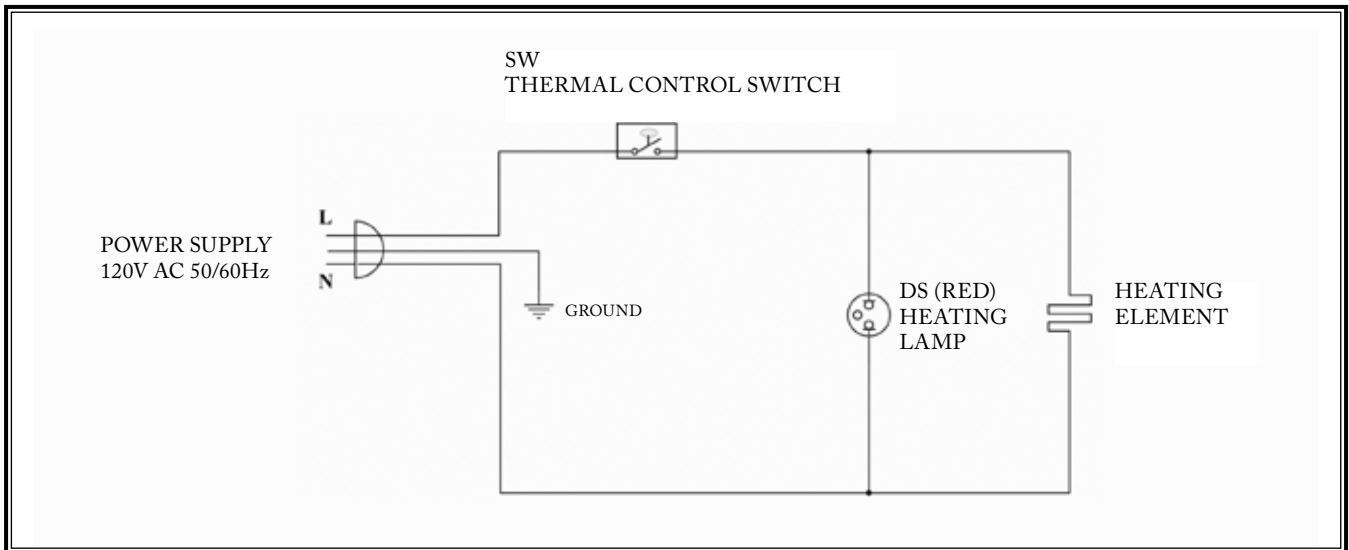 SW
THERMAL CONTROL SWITCH
L
POWER SUPPLY
120V AC 50/60Hz
N
GROUND
DS (RED)
HEATING
LAMP
HEATING
ELEMENT